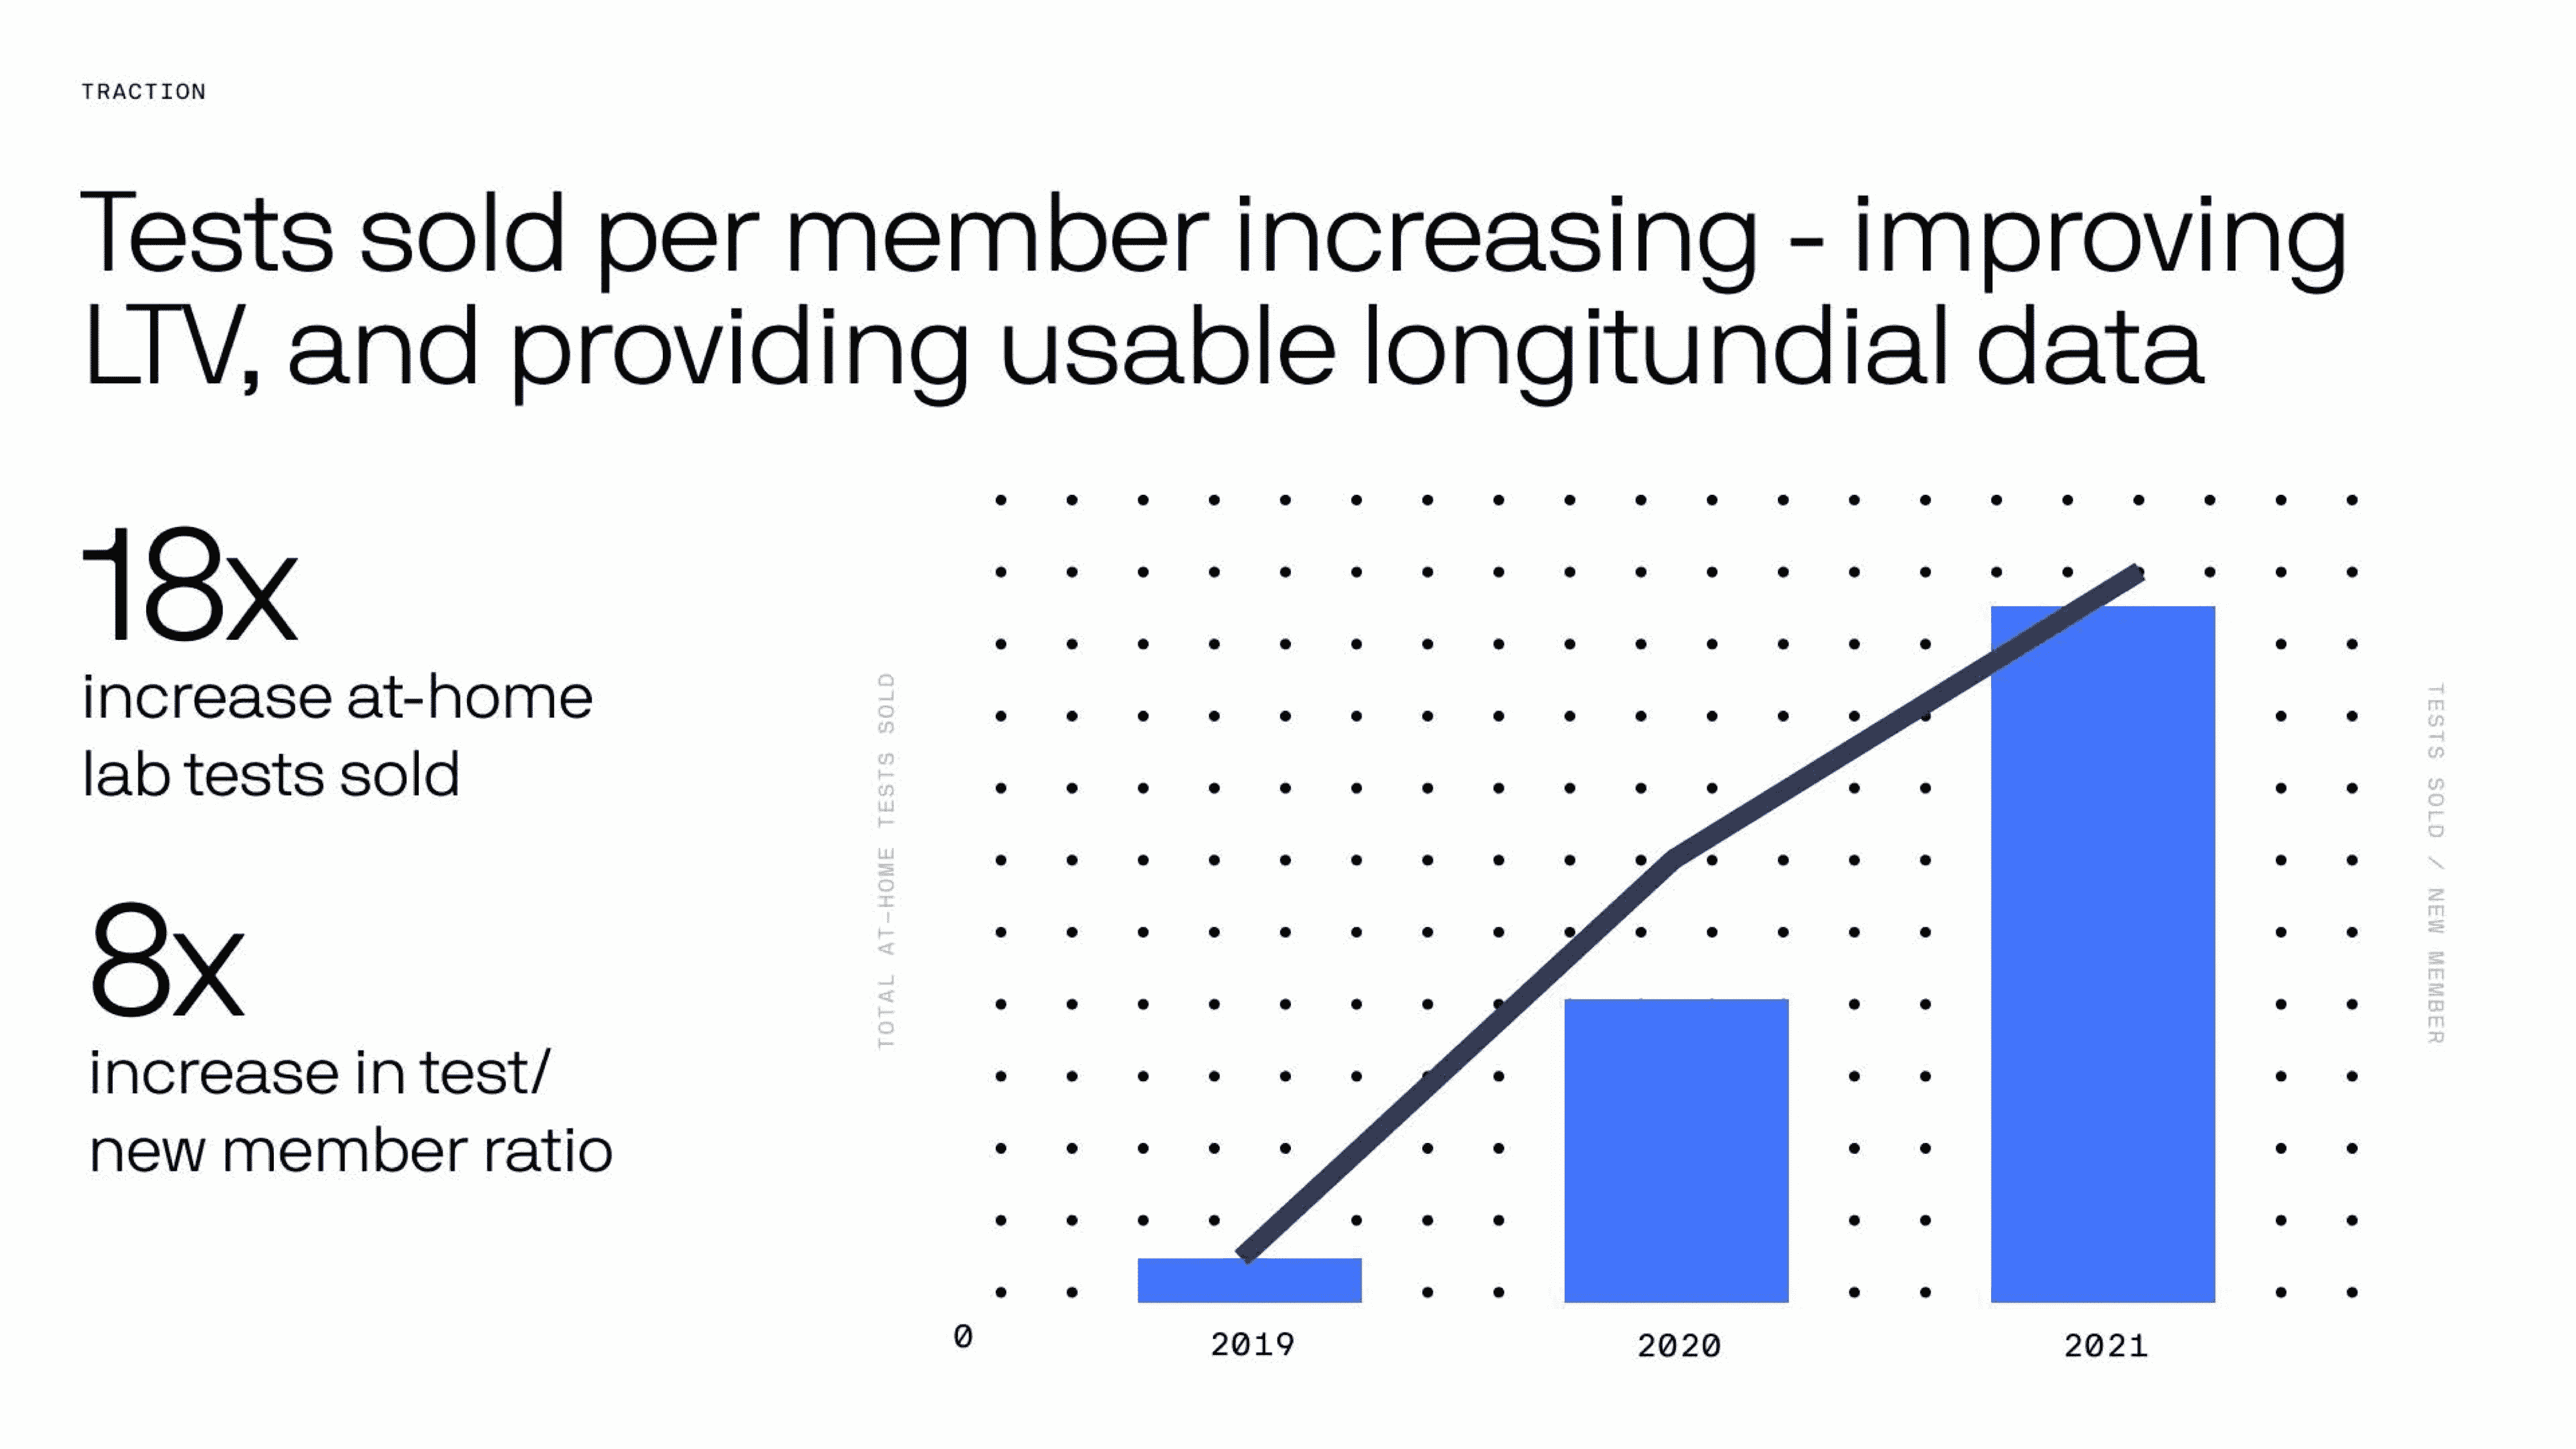 TRACTION
Tests sold per member increasing - improving
LTV, and providing usable longitundial data
18x
increase at-home
lab tests sold
8x
increase in test/
new member ratio
TOTAL AT-HOME TESTS SOLD
TESTS SOLD / NEW MEMBER
0
2019
2020
2021